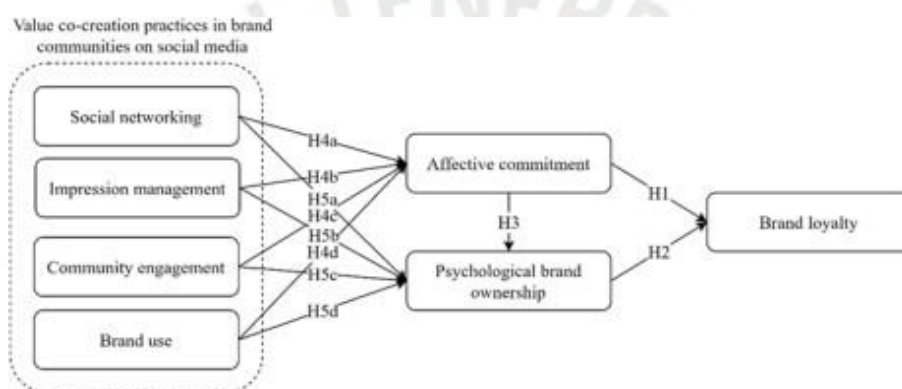 Value co-creation practices in brand
communities on social media
Social networking
Impression management
Community engagement
Brand use
H4a
H4b
H5a
H4c
H5b
H4d
H5c
H5d
Affective commitment
H3
Psychological brand
ownership
H1
H2
Brand loyalty